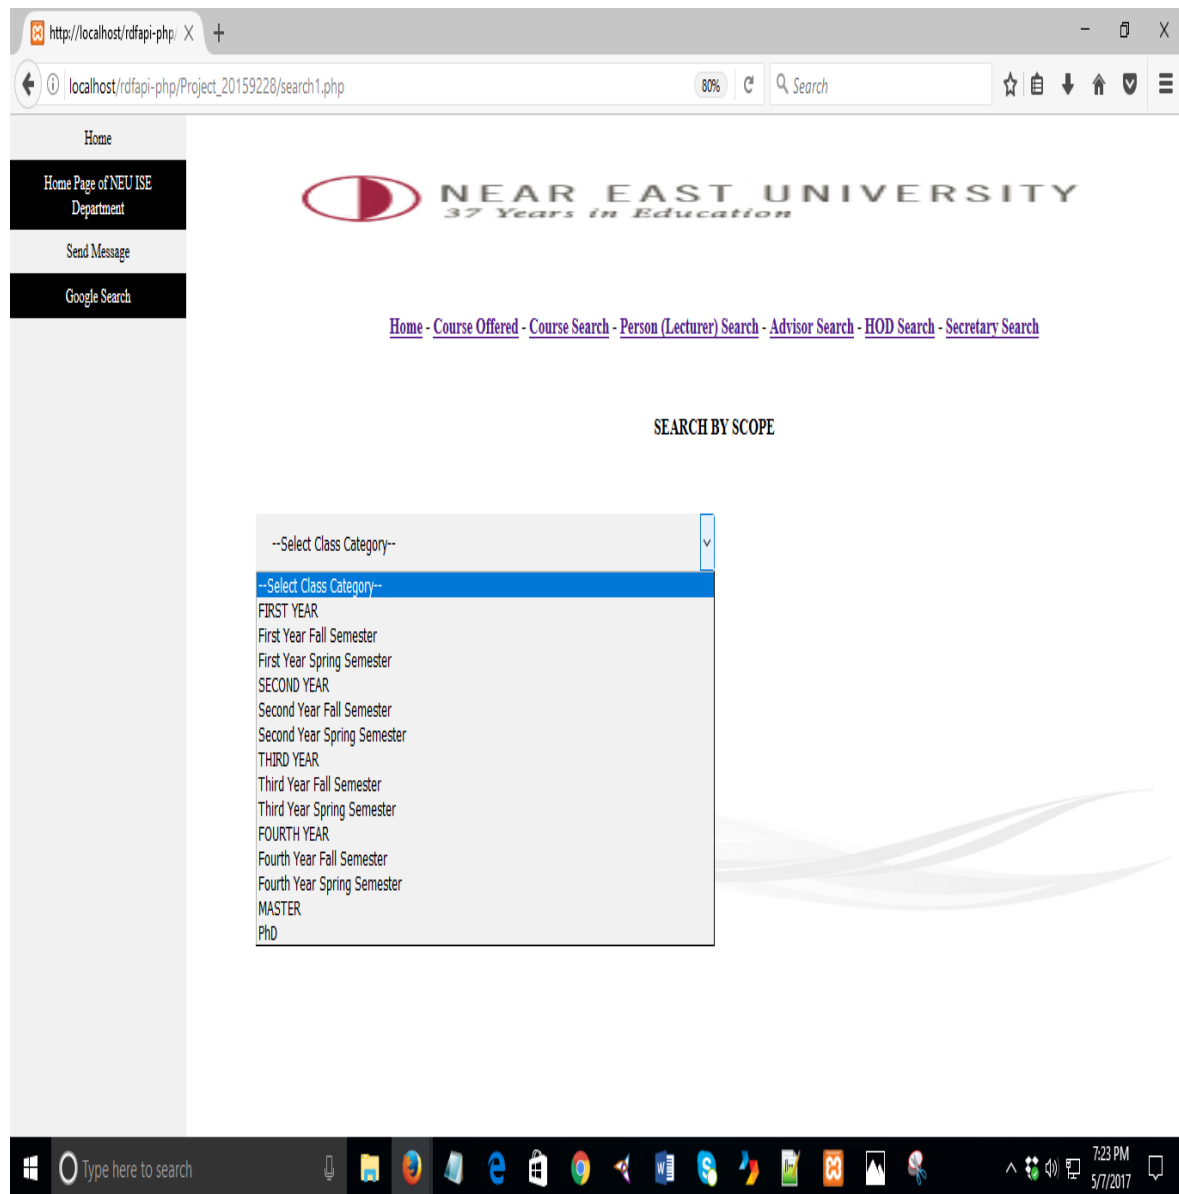 http://localhost/rdfapi-php/
localhost/rdfapi-php/Project_20159228/search1.php
80%
Search
Home
Home Page of NEU ISE
Department
Send Message
Google Search
NEAR EAST UNIVERSITY
37 Years in Education
Home - Course Offered - Course Search - Person (Lecturer) Search - Advisor Search - HOD Search - Secretary Search
SEARCH BY SCOPE
--Select Class Category--
--Select Class Category--
FIRST YEAR
First Year Fall Semester
First Year Spring Semester
SECOND YEAR
Second Year Fall Semester
Second Year Spring Semester
THIRD YEAR
Third Year Fall Semester
Third Year Spring Semester
FOURTH YEAR
Fourth Year Fall Semester
Fourth Year Spring Semester
MASTER
PhD
Type here to search
7:23 PM
5/7/2017